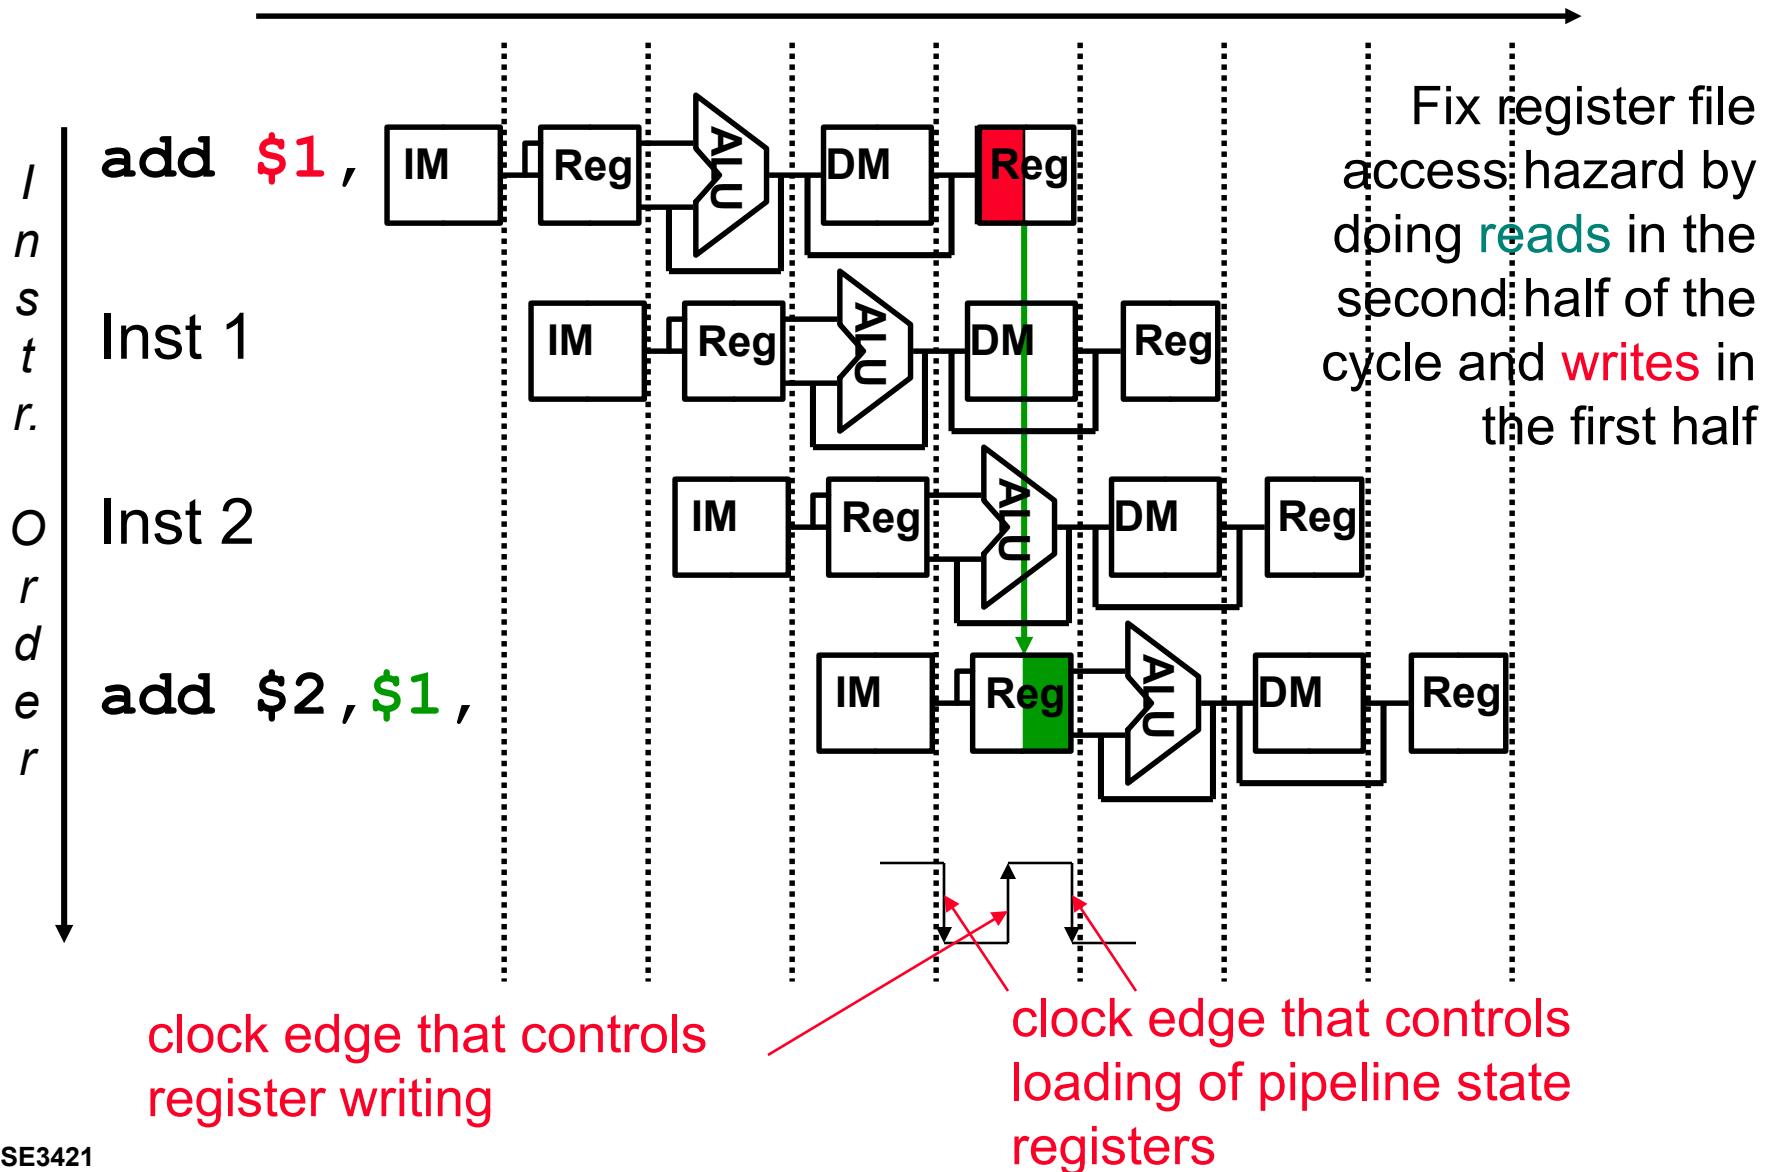 Instr. Order
add $1,
IM
Reg
ALU
DM
Reg
Fix register file
access hazard by
doing reads in the
second half of the
cycle and writes in
the first half
Inst 1
IM
Reg
ALU
DM
Reg
Inst 2
IM
Reg
ALU
DM
Reg
add $2,$1,
IM
Reg
ALU
DM
Reg
clock edge that controls
register writing
clock edge that controls
loading of pipeline state
registers
SE3421